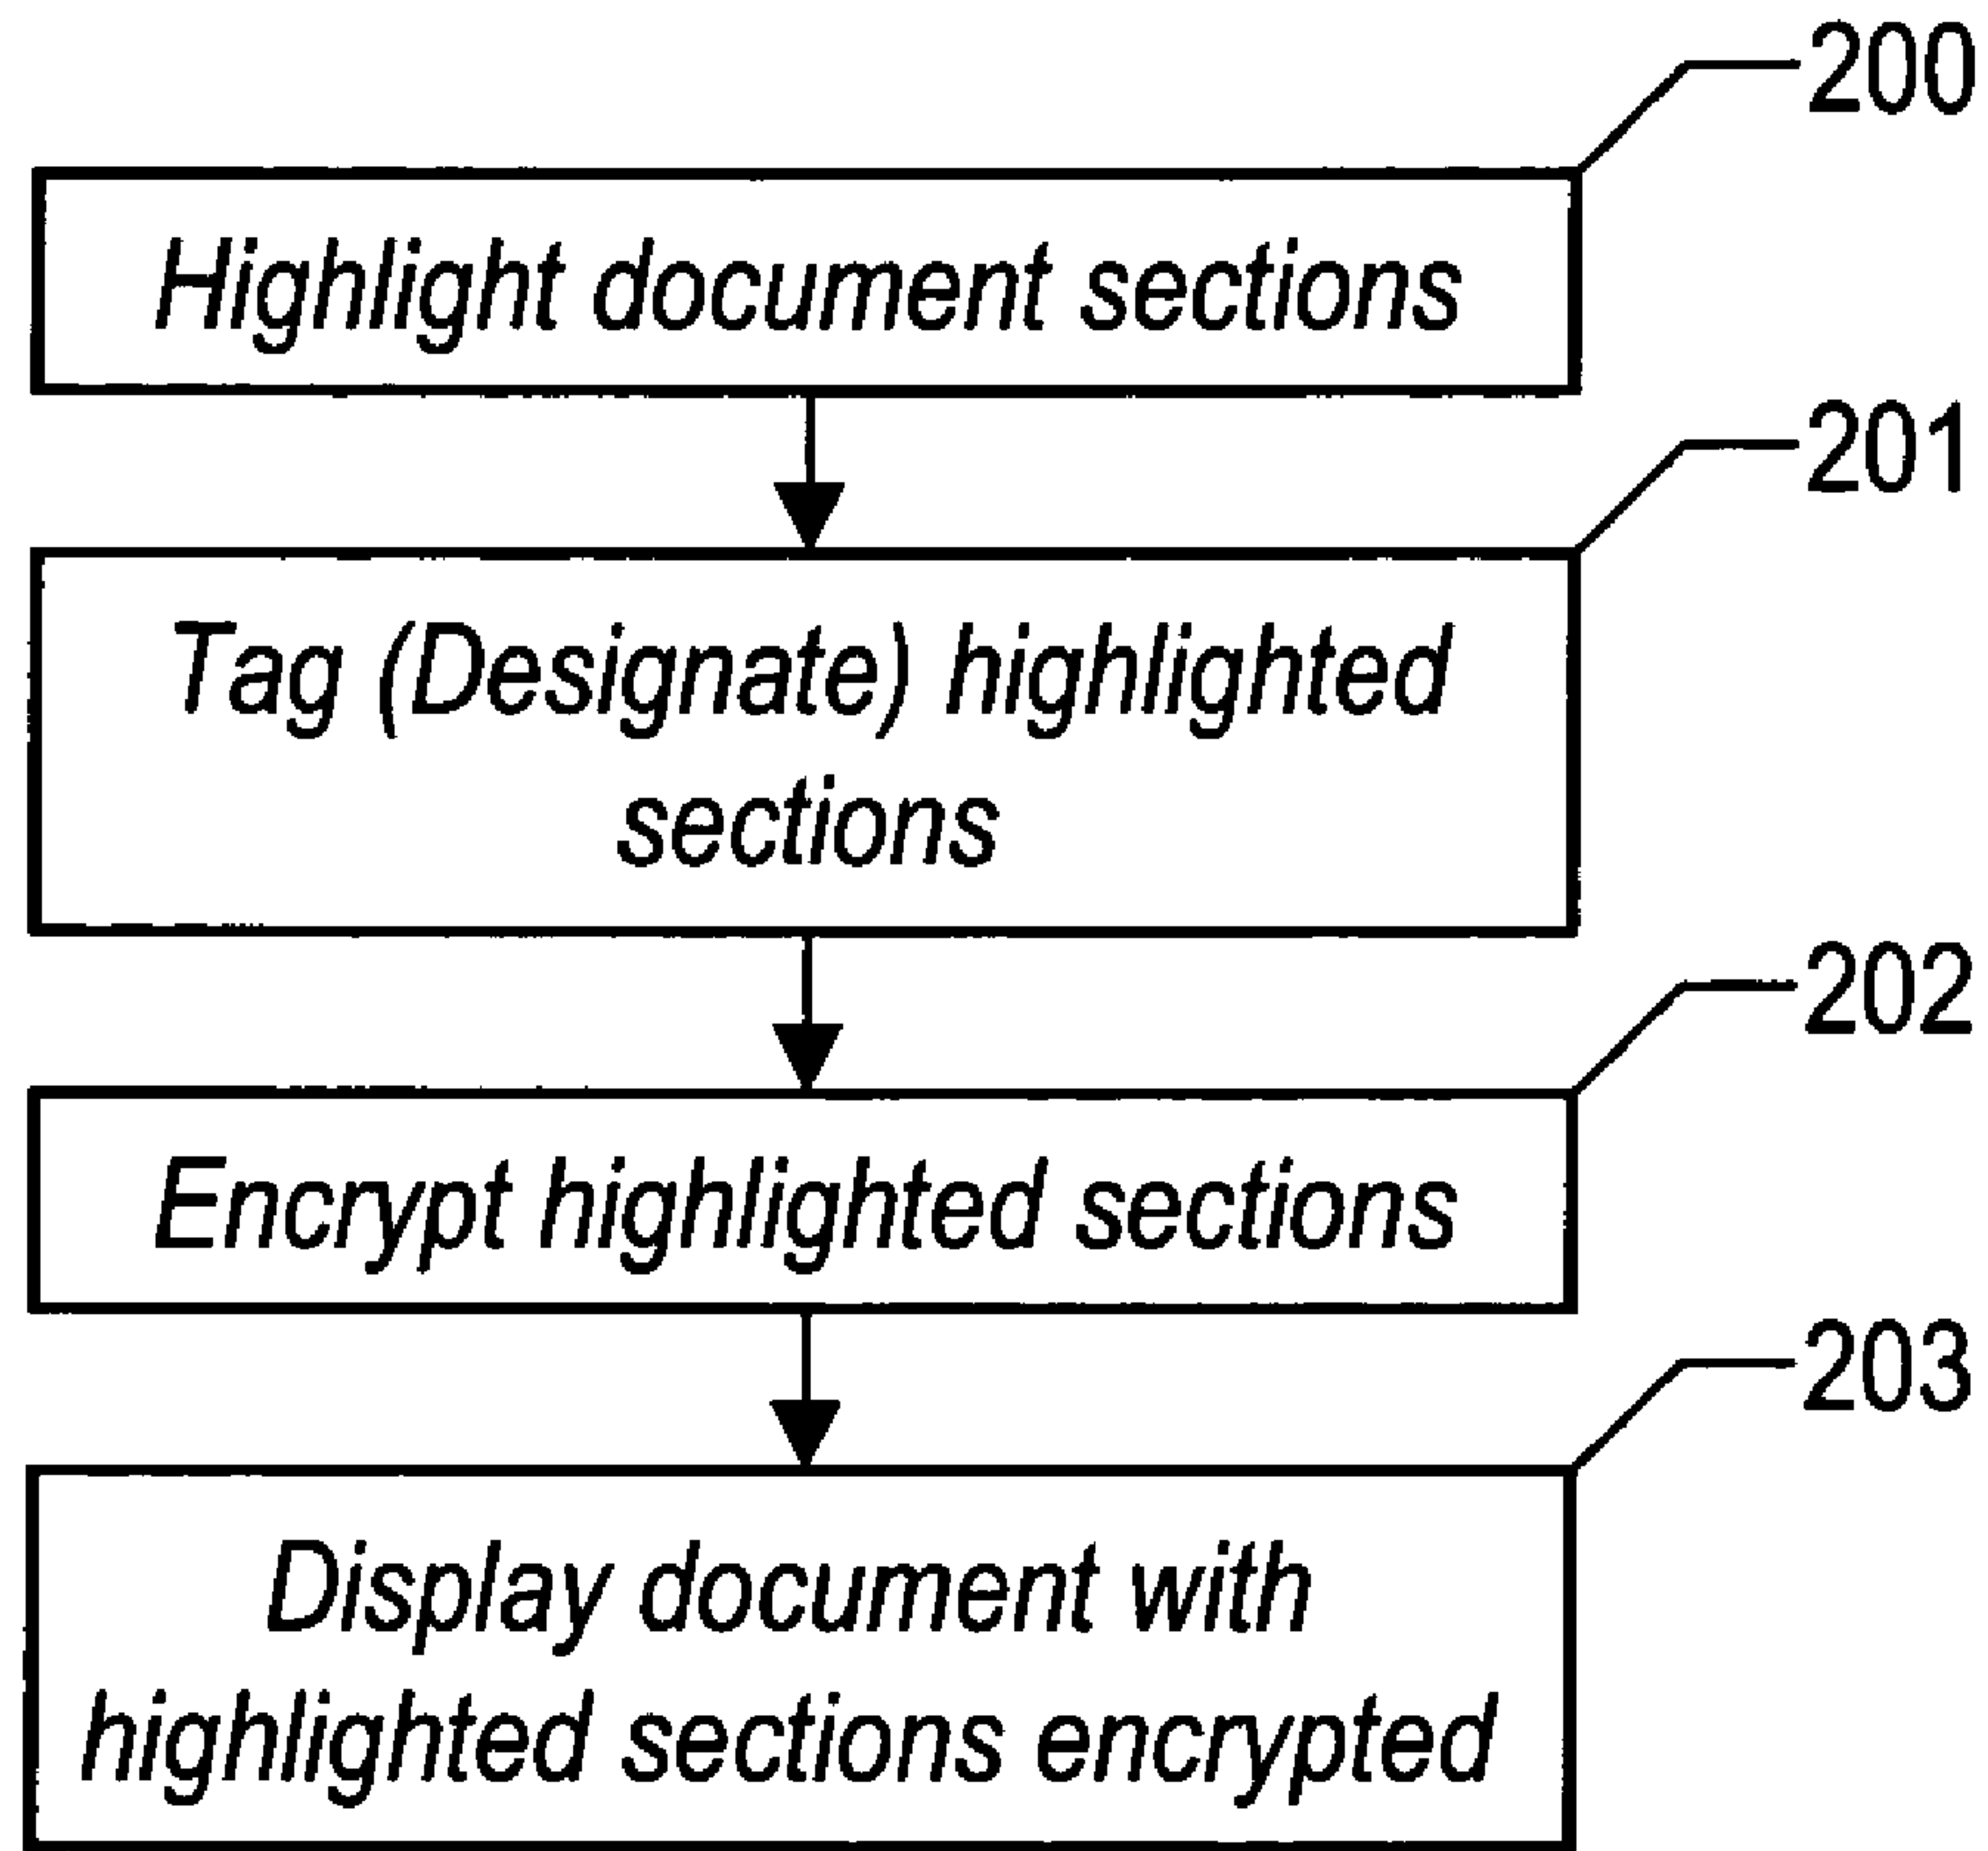 200
Highlight document sections
201
Tag (Designate) highlighted
sections
202
Encrypt highlighted sections
203
Display document with
highlighted sections encrypted